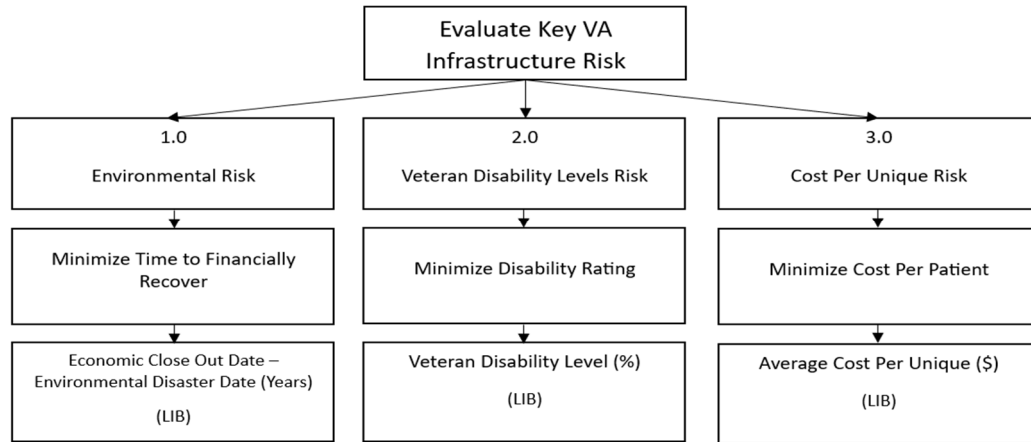 Evaluate Key VA
Infrastructure Risk
1.0
Environmental Risk
2.0
Veteran Disability Levels Risk
3.0
Cost Per Unique Risk
Minimize Time to Financially
Recover
Minimize Disability Rating
Minimize Cost Per Patient
Economic Close Out Date –
Environmental Disaster Date (Years)
(LIB)
Veteran Disability Level (%)
(LIB)
Average Cost Per Unique ($)
(LIB)